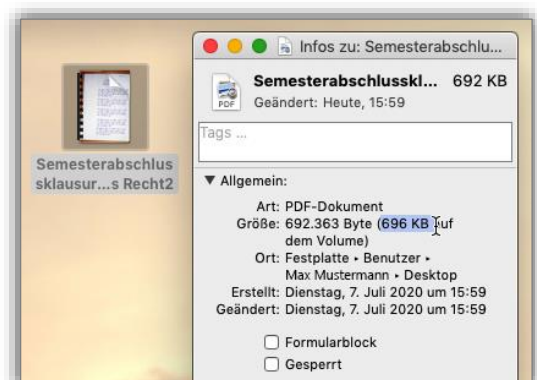 Infos zu: Semesterabschlu...
Semesterabschlusskl... 692 KB
PDF
Geändert: Heute, 15:59
Tags ...
Semesterabschlus
sklausur...s Recht2
Allgemein:
Art: PDF-Dokument
Größe: 692.363 Byte (696 KB auf
dem Volume)
Ort: Festplatte ▸ Benutzer ▸
Max Mustermann ▸ Desktop
Erstellt: Dienstag, 7. Juli 2020 um 15:59
Geändert: Dienstag, 7. Juli 2020 um 15:59
Formularblock
Gesperrt